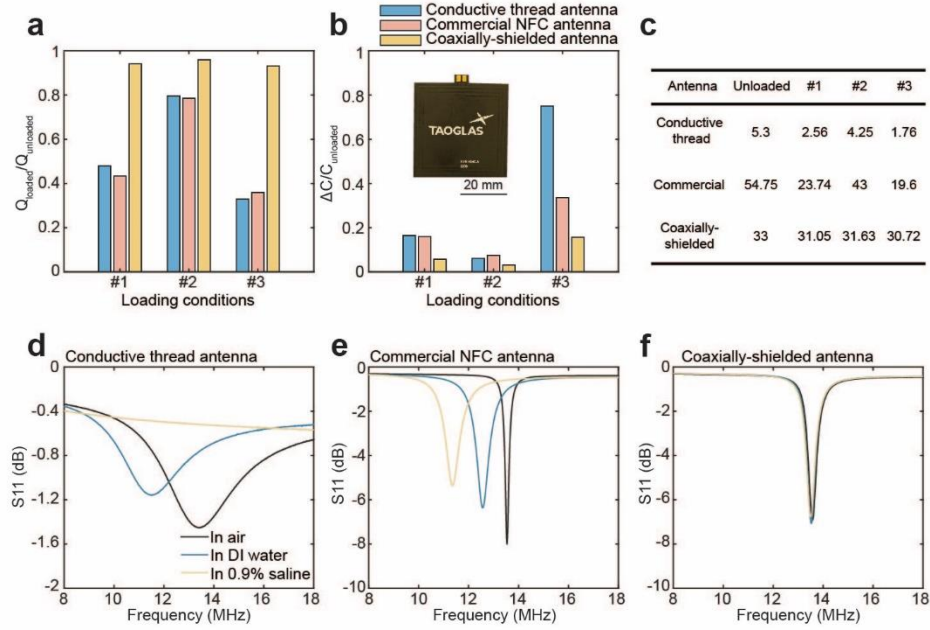 Conductive thread antenna
Commercial NFC antenna
Coaxially-shielded antenna
a
Q_loaded/Q_unloaded
1
0.8
0.6
0.4
0.2
0
#1 #2 #3
Loading conditions
b
ΔC/C_unloaded
1
0.8
0.6
0.4
0.2
0
TAOGLAS
20 mm
#1 #2 #3
Loading conditions
c
Antenna Unloaded #1 #2 #3
Conductive
thread 5.3 2.56 4.25 1.76
Commercial 54.75 23.74 43 19.6
Coaxially-
shielded 33 31.05 31.63 30.72
d Conductive thread antenna
S11 (dB)
0
-0.4
-0.8
-1.2
-1.6
-2
In air
In DI water
In 0.9% saline
8 10 12 14 16 18
Frequency (MHz)
e Commercial NFC antenna
S11 (dB)
0
-2
-4
-6
-8
-10
8 10 12 14 16 18
Frequency (MHz)
f Coaxially-shielded antenna
S11 (dB)
0
-2
-4
-6
-8
-10
8 10 12 14 16 18
Frequency (MHz)